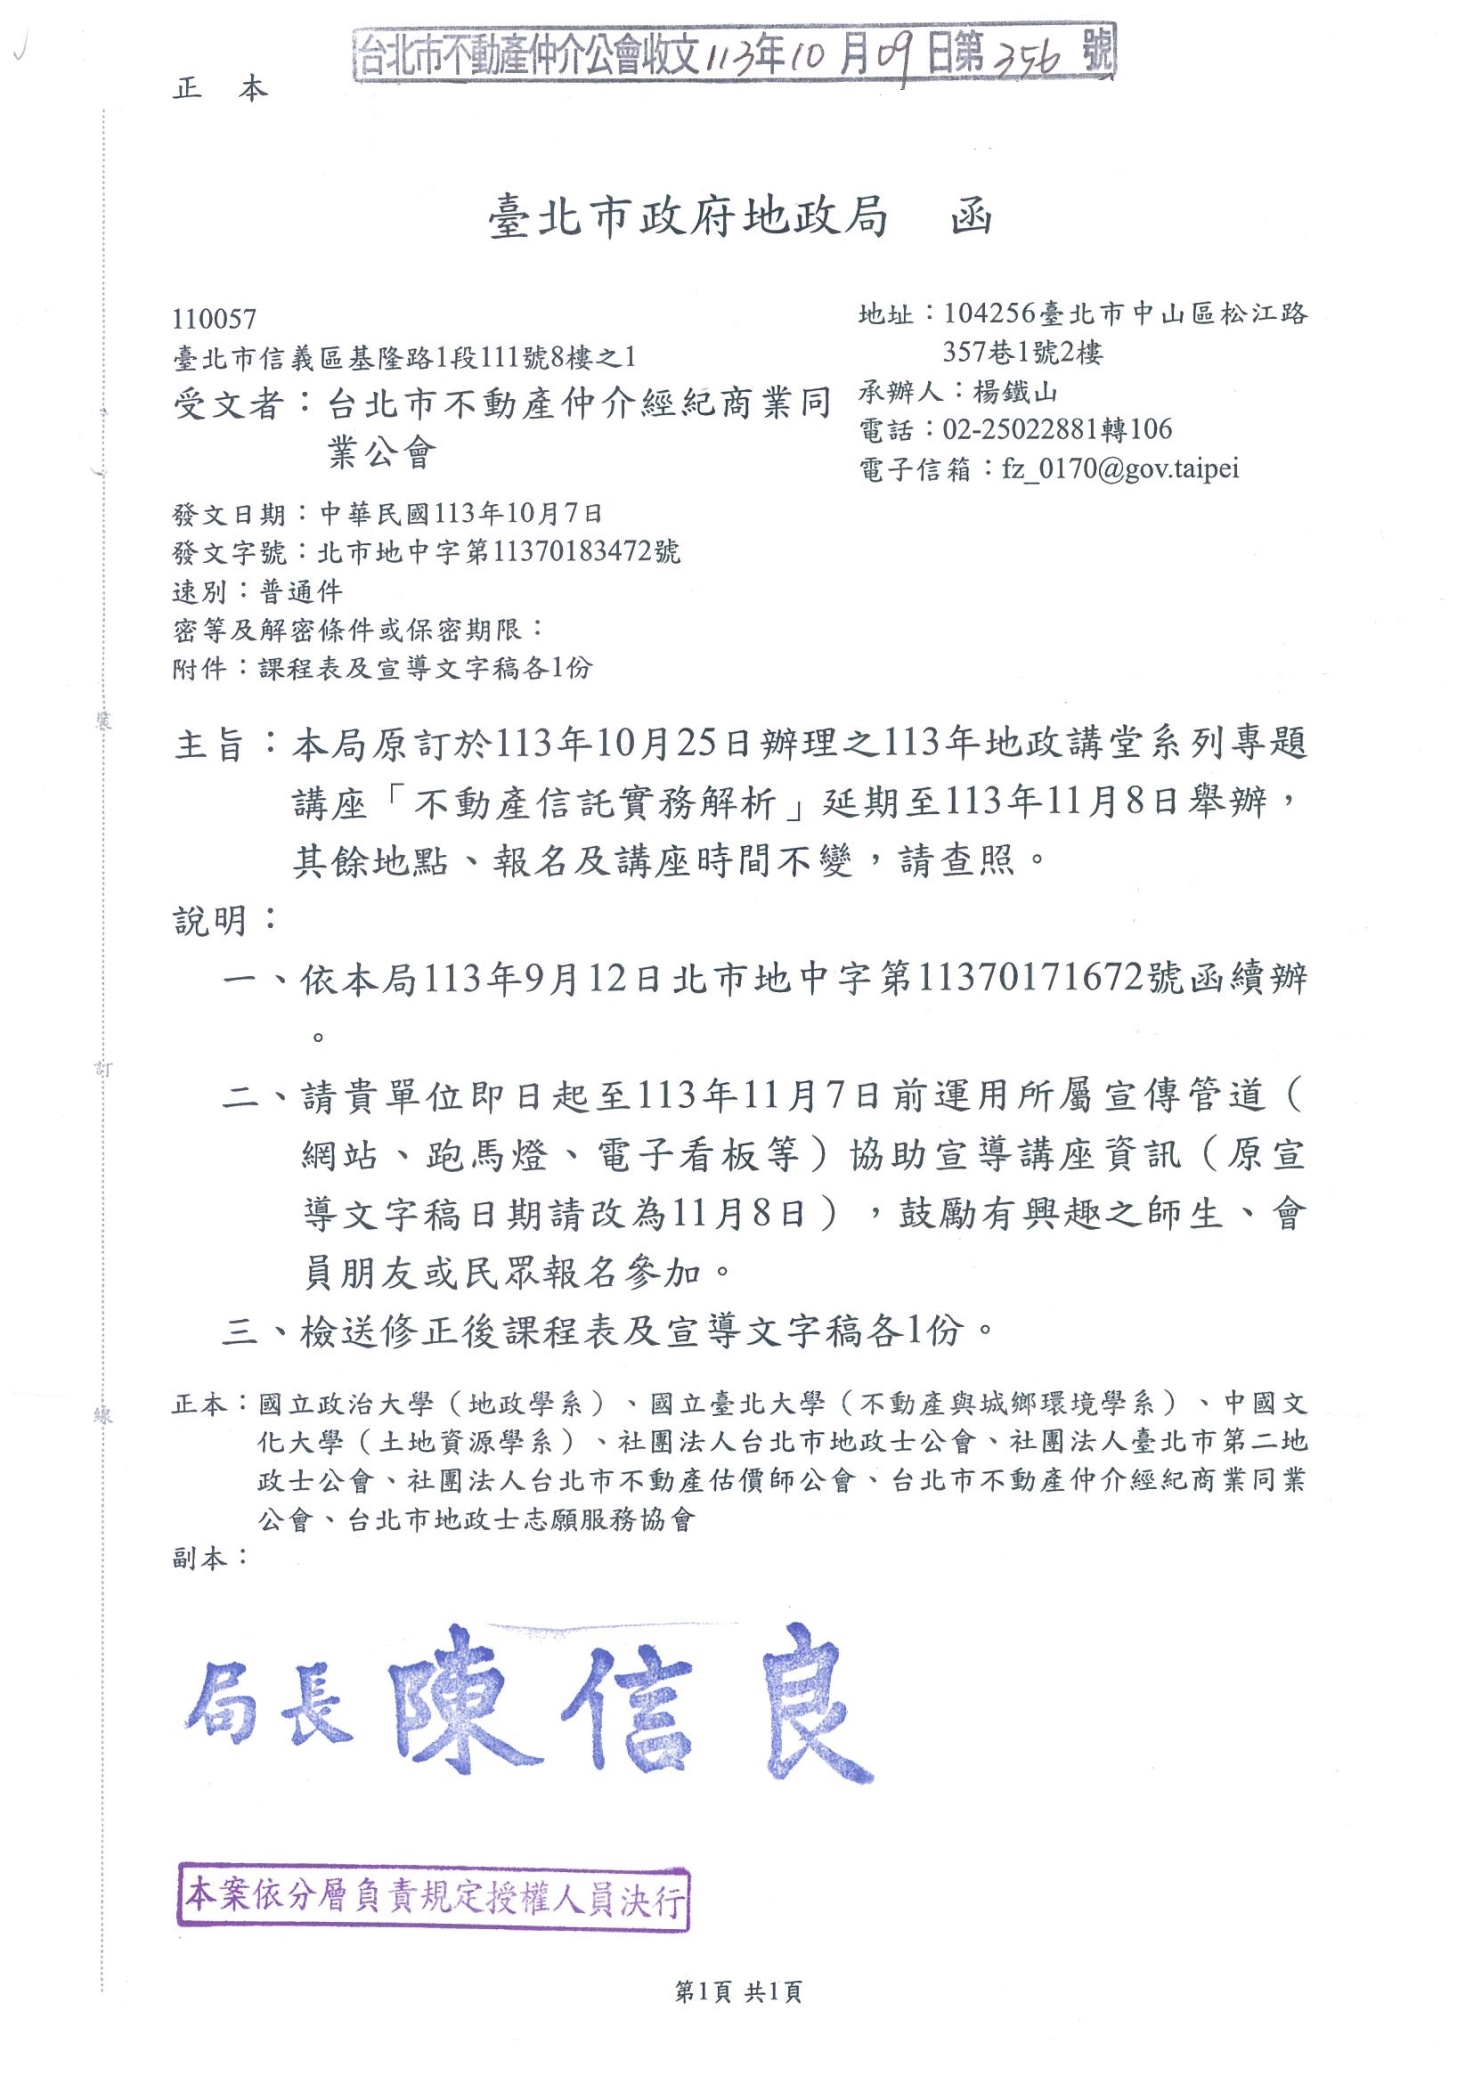 台北市不動產仲介公會收文113年10月09日第356號
正 本
臺北市政府地政局 函
110057
臺北市信義區基隆路1段111號8樓之1
受文者：台北市不動產仲介經紀商業同
業公會
地址：104256臺北市中山區松江路
357巷1號2樓
承辦人：楊鐵山
電話：02-25022881轉106
電子信箱：fz_0170@gov.taipei
發文日期：中華民國113年10月7日
發文字號：北市地中字第11370183472號
速別：普通件
密等及解密條件或保密期限：
附件：課程表及宣導文字稿各1份
主旨：本局原訂於113年10月25日辦理之113年地政講堂系列專題
講座「不動產信託實務解析」延期至113年11月8日舉辦，
其餘地點、報名及講座時間不變，請查照。
說明：
一、依本局113年9月12日北市地中字第11370171672號函續辦
。
二、請貴單位即日起至113年11月7日前運用所屬宣傳管道（
網站、跑馬燈、電子看板等）協助宣導講座資訊（原宣
導文字稿日期請改為11月8日），鼓勵有興趣之師生、會
員朋友或民眾報名參加。
三、檢送修正後課程表及宣導文字稿各1份。
正本：國立政治大學（地政學系）、國立臺北大學（不動產與城鄉環境學系）、中國文
化大學（土地資源學系）、社團法人台北市地政士公會、社團法人臺北市第二地
政士公會、社團法人台北市不動產估價師公會、台北市不動產仲介經紀商業同業
公會、台北市地政士志願服務協會
副本：
裝
訂
線
局長 陳信良
本案依分層負責規定授權人員決行
第1頁 共1頁